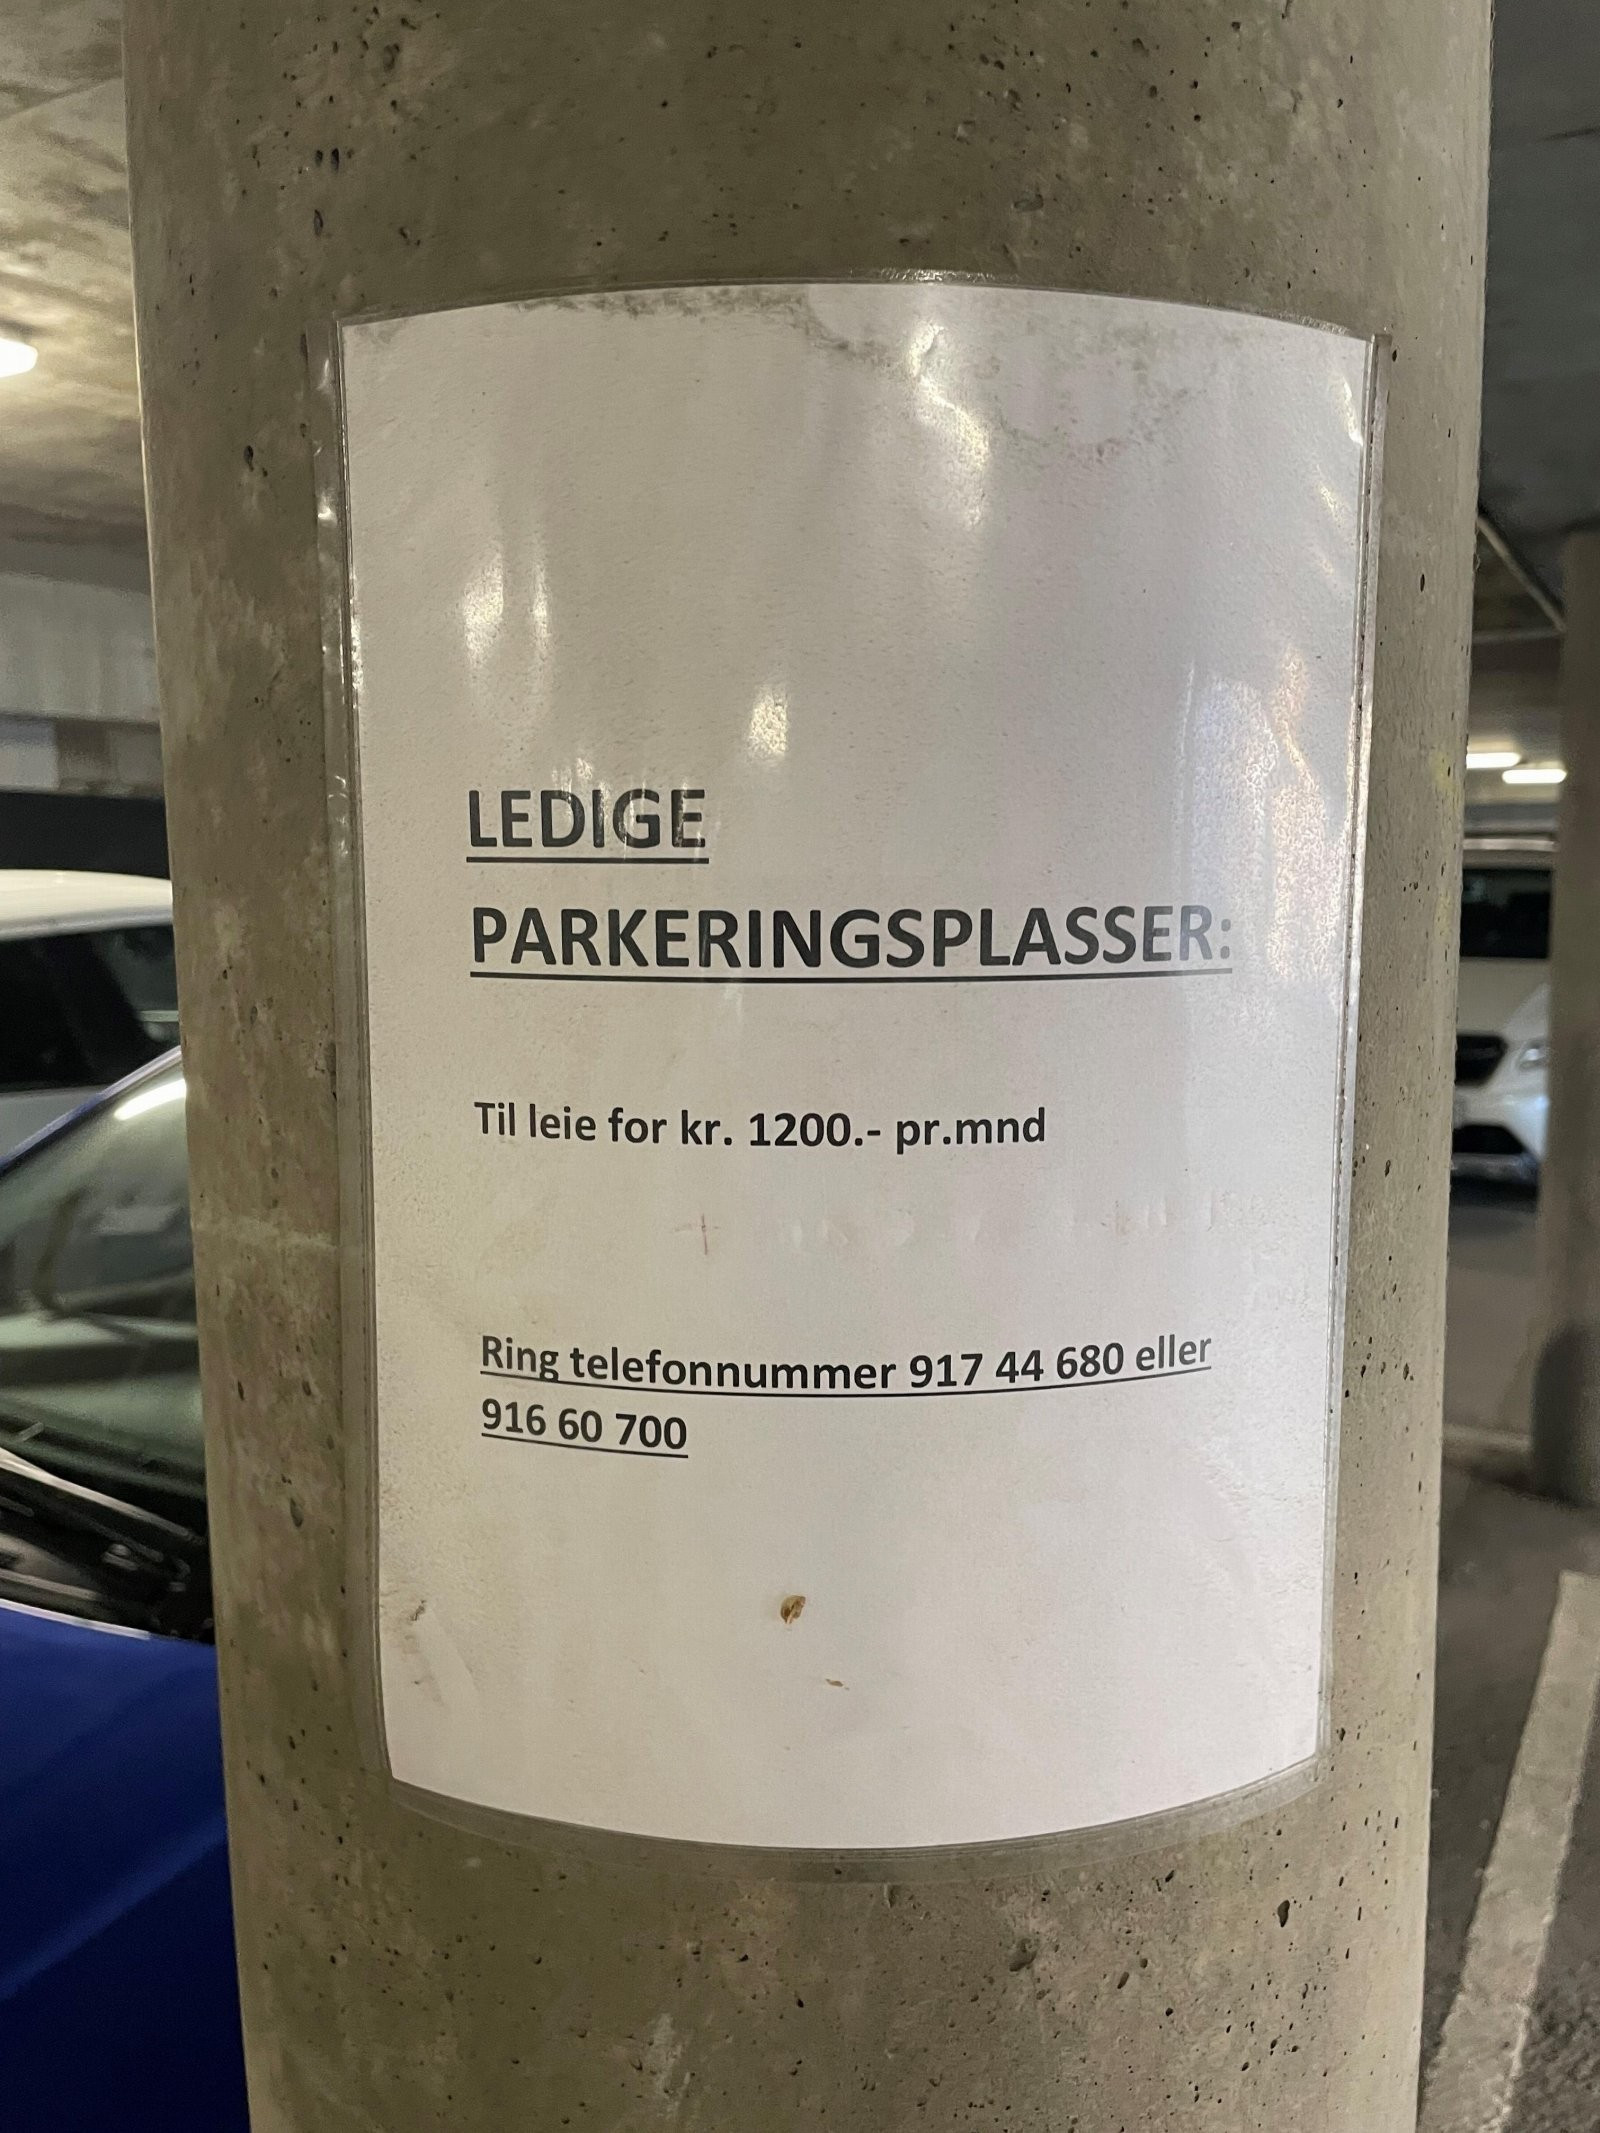 LEDIGE
PARKERINGSPLASSER:
Til leie for kr. 1200.- pr.mnd
Ring telefonnummer 917 44 680 eller
916 60 700